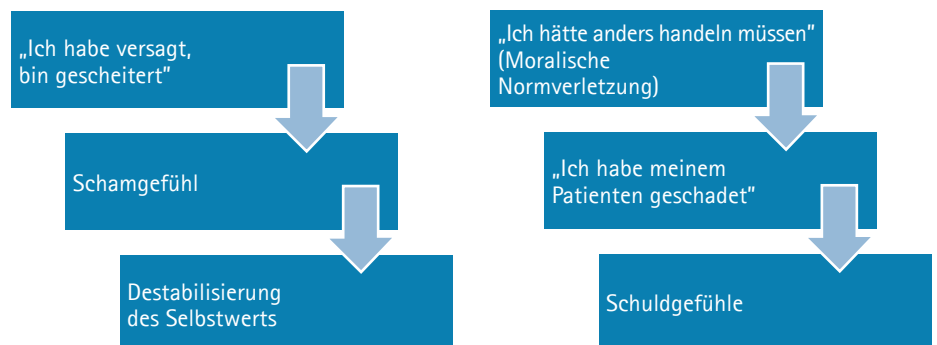 „Ich habe versagt,
bin gescheitert”
Schamgefühl
Destabilisierung
des Selbstwerts
„Ich hätte anders handeln müssen”
(Moralische
Normverletzung)
„Ich habe meinem
Patienten geschadet”
Schuldgefühle